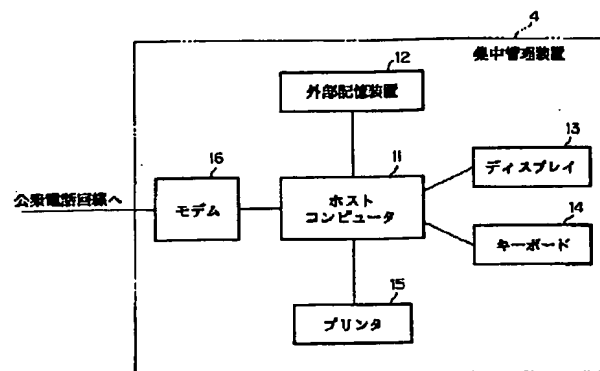 4
集中管理装置
12
外部記憶装置
13
ディスプレイ
16
モデム
11
ホスト
コンピュータ
公衆電話回線へ
14
キーボード
15
プリンタ